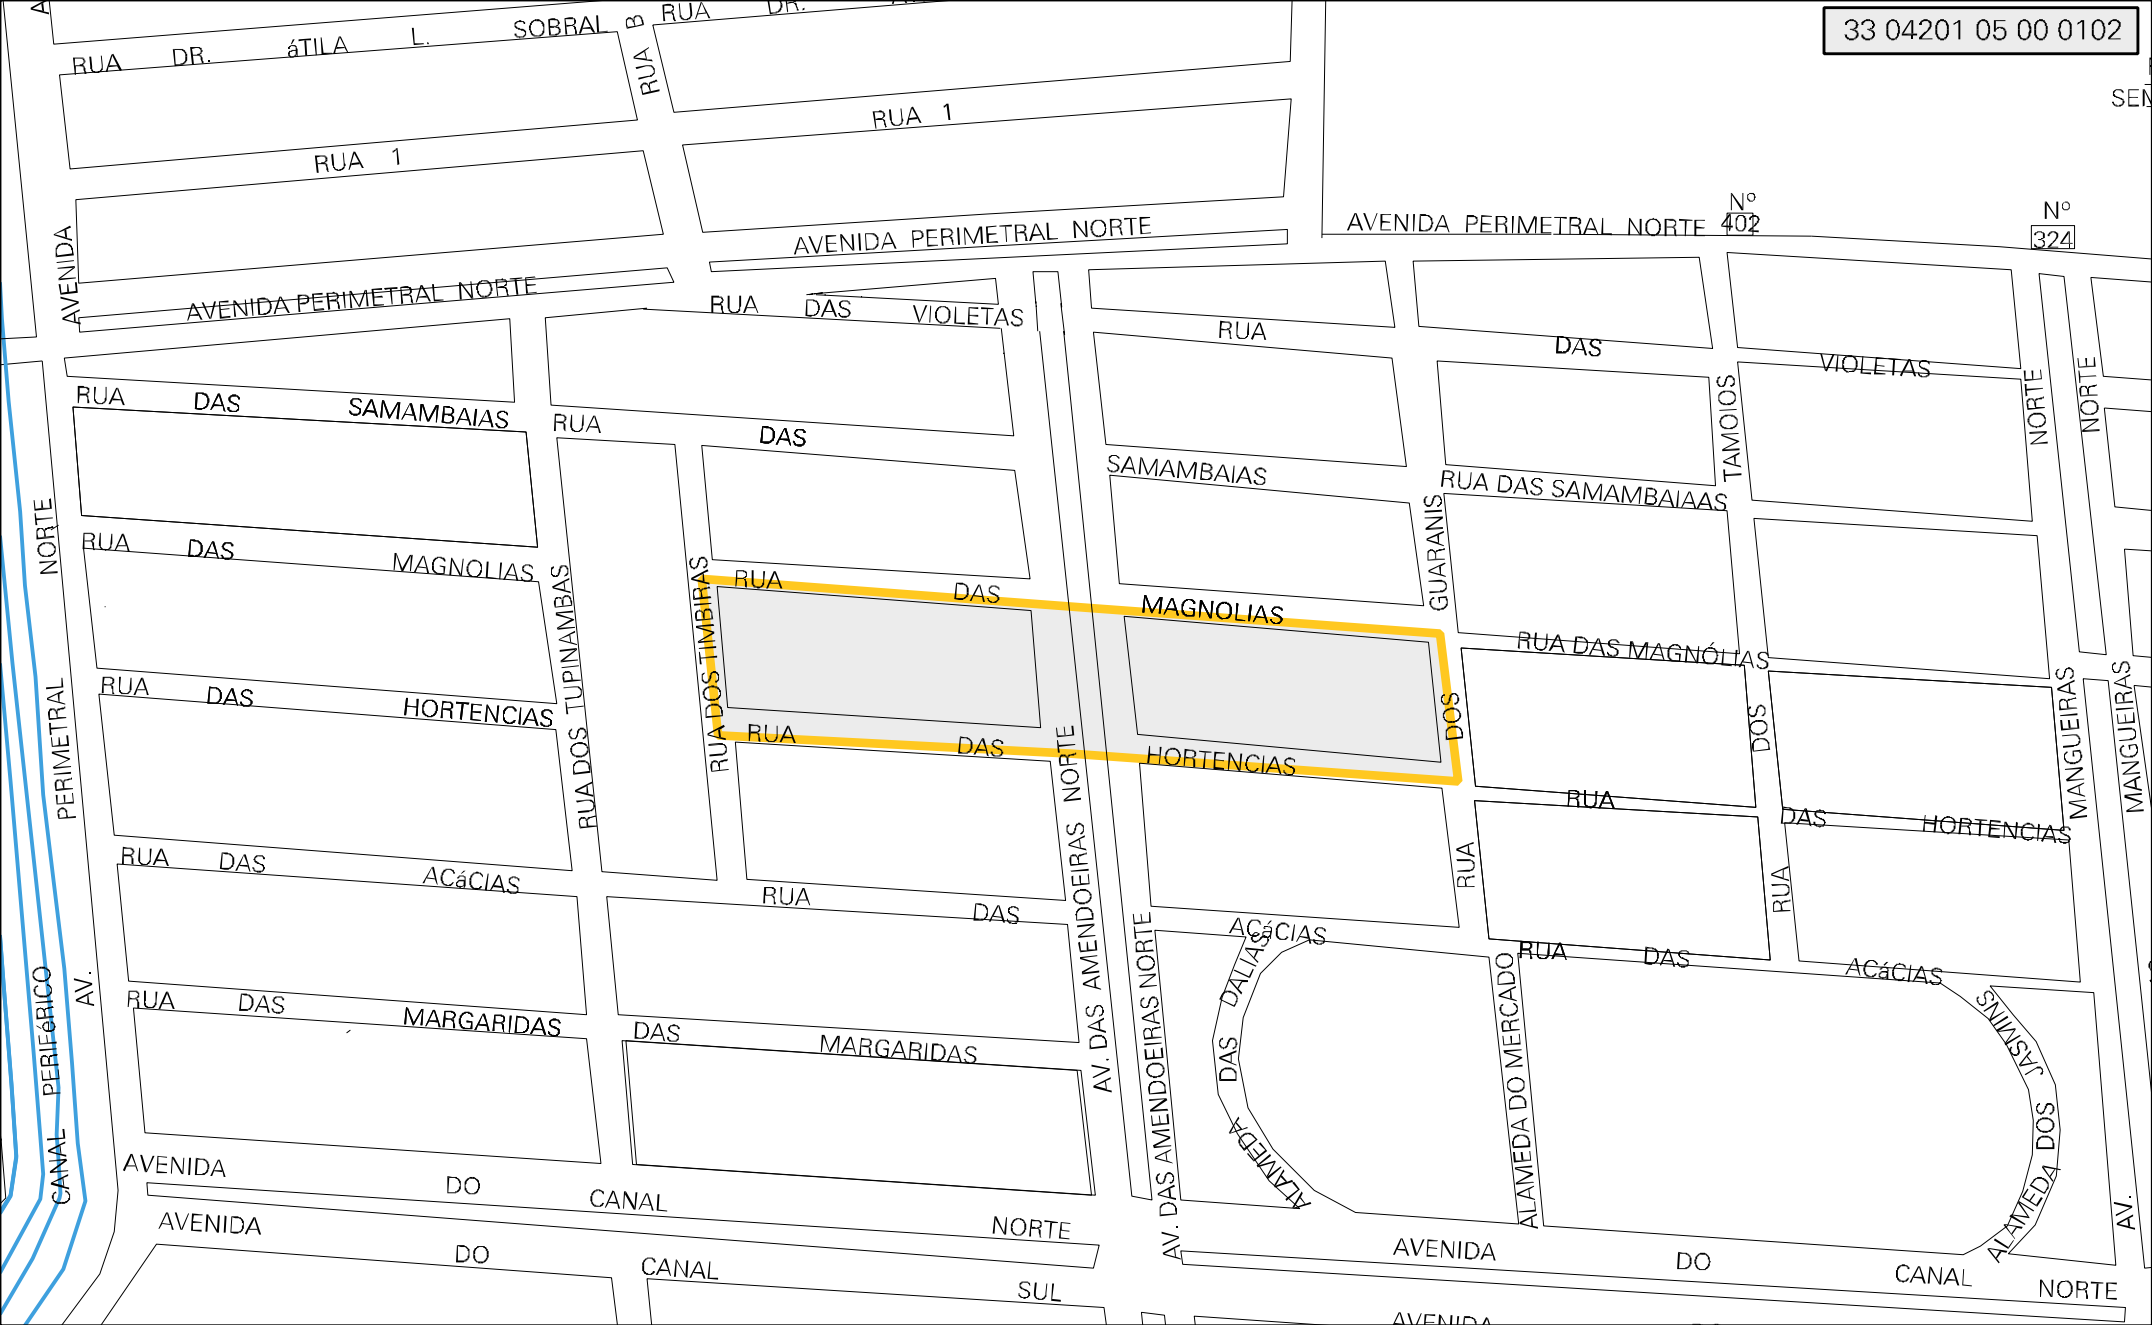 33 04201 05 00 0102
RUA DR. áTILA L. SOBRAL
RUA B
RUA DR.
RUA 1
RUA 1
AVENIDA
AVENIDA PERIMETRAL NORTE
AVENIDA PERIMETRAL NORTE
AVENIDA PERIMETRAL NORTE
Nº
402
Nº
324
RUA DAS VIOLETAS
RUA DAS VIOLETAS
RUA DAS SAMAMBAIAS
RUA DAS SAMAMBAIAS
RUA DAS SAMAMBAIAAS
TAMOIOS
NORTE
NORTE
RUA DAS MAGNOLIAS
RUA DAS MAGNOLIAS
RUA DAS MAGNÓLIAS
GUARANIS
NORTE
PERIMETRAL
AV.
RUA DOS TUPINAMBAS
RUA DOS TIMBIRAS
RUA DAS HORTENCIAS
RUA DAS HORTENCIAS
RUA DAS HORTENCIAS
DOS
RUA
DOS
RUA
MANGUEIRAS
MANGUEIRAS
RUA DAS ACáCIAS
RUA DAS ACáCIAS
RUA DAS ACáCIAS
AV. DAS AMENDOEIRAS NORTE
AV. DAS AMENDOEIRAS NORTE
RUA DAS MARGARIDAS
DAS MARGARIDAS
CANAL PERIFéRICO
ALAMEDA DAS DALIAS
ALAMEDA DO MERCADO
ALAMEDA DOS JASMINS
AV.
AVENIDA DO CANAL NORTE
AVENIDA DO CANAL SUL
AVENIDA DO CANAL NORTE
AVENIDA